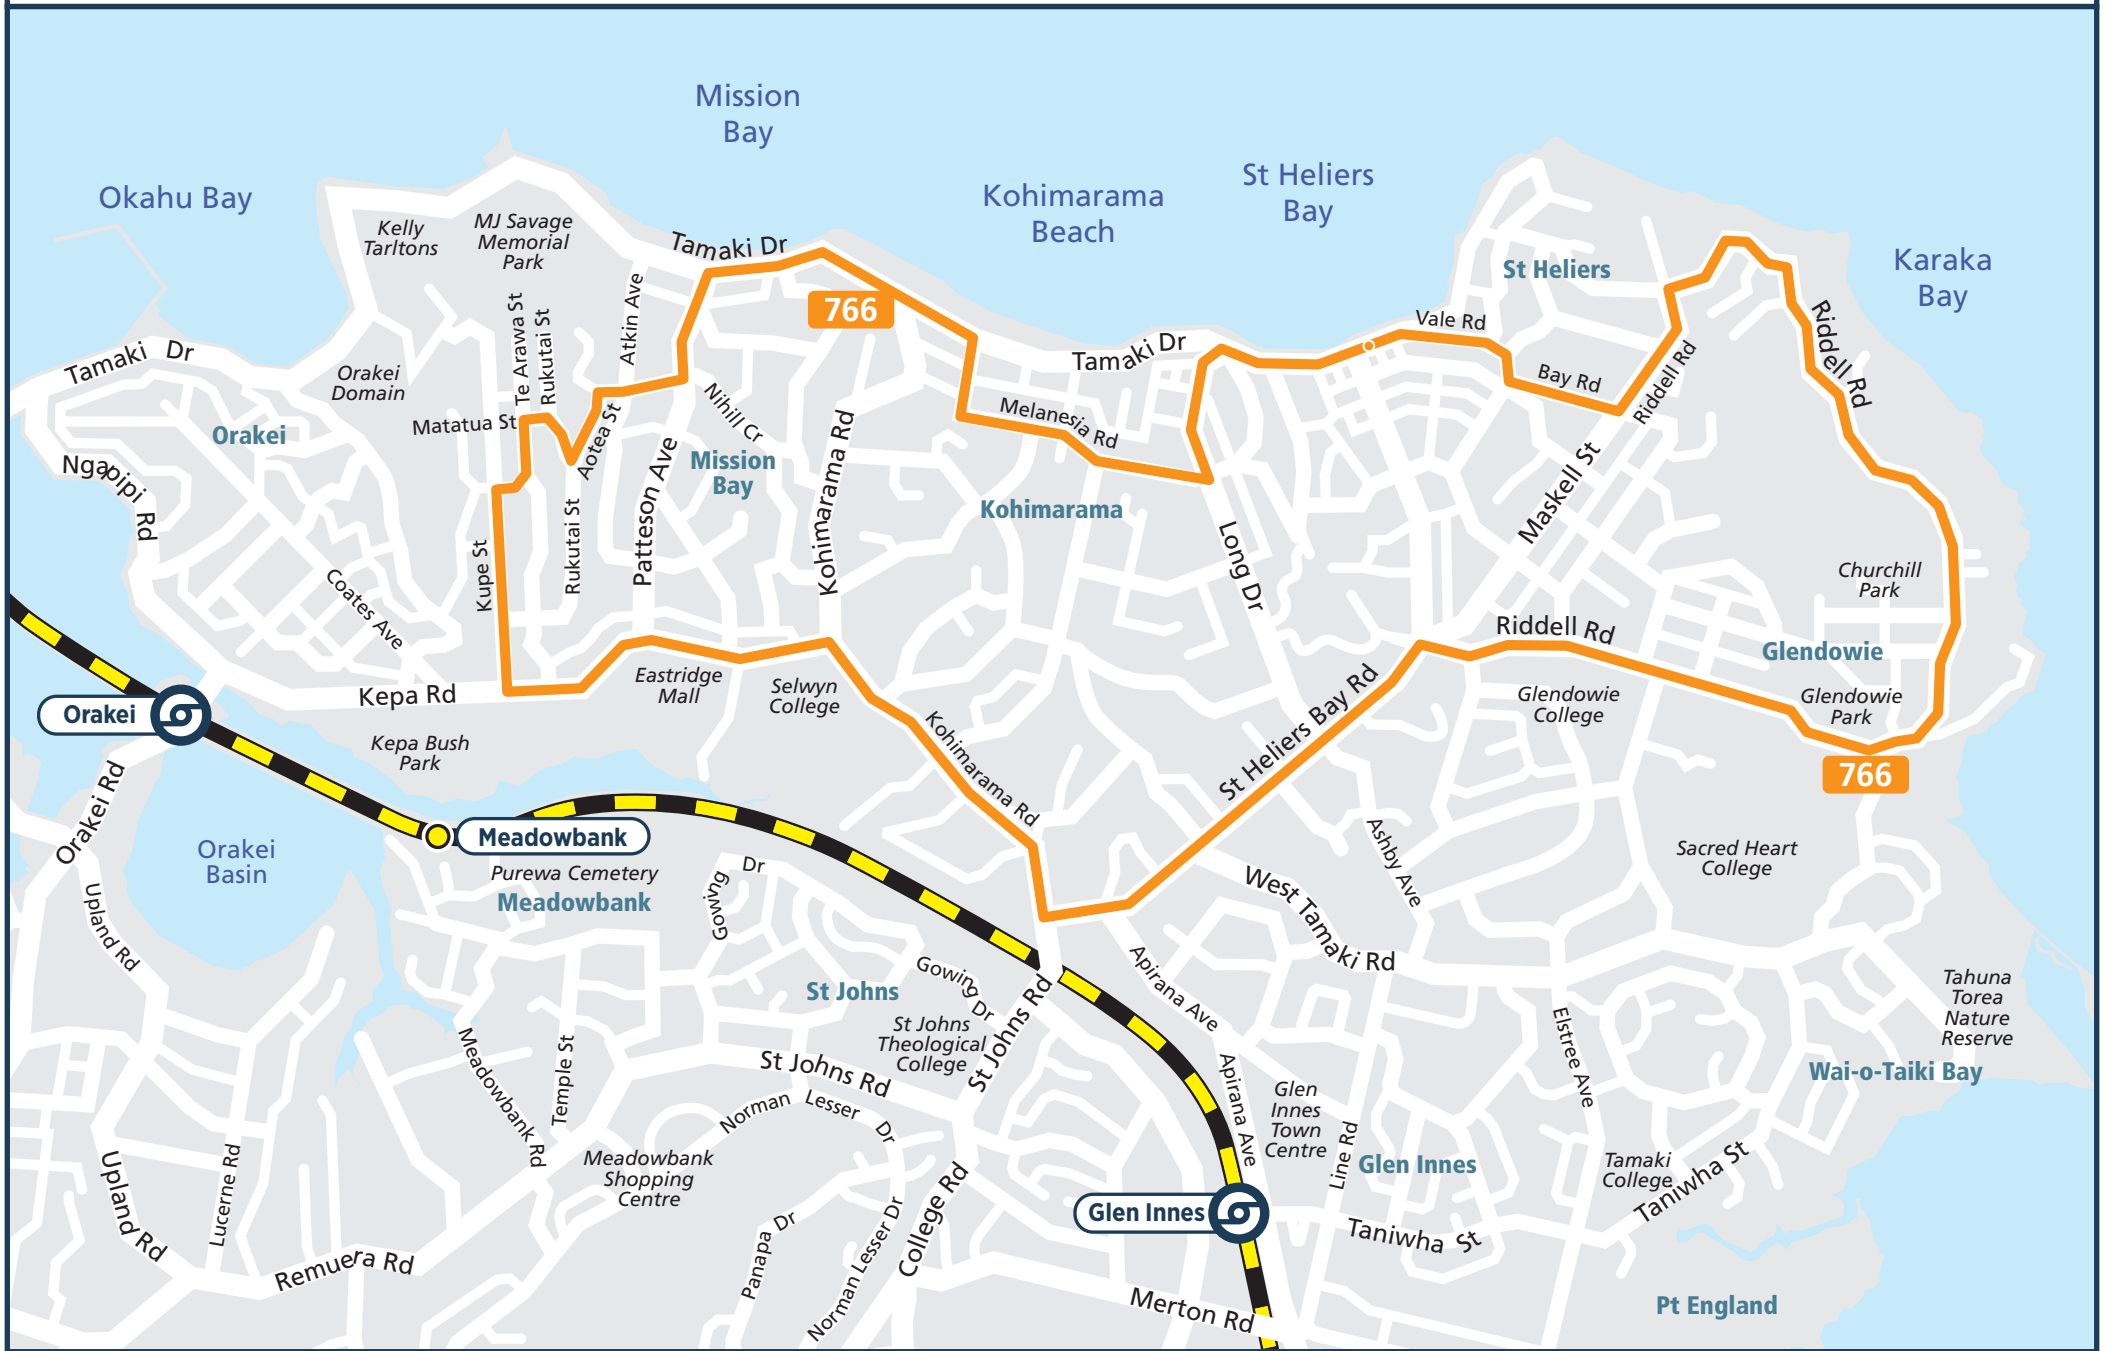 Mission
Bay
Okahu Bay
Kohimarama
Beach
St Heliers
Bay
Karaka
Bay
Kelly
Tarltons
MJ Savage
Memorial
Park
Tamaki Dr
766
Atkin Ave
Te Arawa St
Rukutai St
Tamaki Dr
Orakei
Domain
Matatua St
Aotea St
Nihill Cr
Orakei
Ngapipi Rd
Mission
Bay
Patteson Ave
Kohimarama Rd
Melanesia Rd
Kohimarama
Tamaki Dr
Vale Rd
St Heliers
Bay Rd
Riddell Rd
Riddell Rd
Maskell St
Long Dr
Kupe St
Rukutai St
Coates Ave
Churchill
Park
Riddell Rd
Glendowie
Kepa Rd
Eastridge
Mall
Selwyn
College
Glendowie
College
Glendowie
Park
766
Orakei
Kepa Bush
Park
Kohimarama Rd
St Heliers Bay Rd
Orakei Rd
Meadowbank
Purewa Cemetery
Meadowbank
Orakei
Basin
Upland Rd
Gowing
Dr
Ashby Ave
Sacred Heart
College
West Tamaki Rd
St Johns
Gowing
Dr
St Johns
Theological
College
St Johns Rd
Apirana Ave
Apirana Ave
Tahuna
Torea
Nature
Reserve
Wai-o-Taiki Bay
Elstree Ave
Meadowbank Rd
Temple St
St Johns Rd
Norman Lesser Dr
Glen
Innes
Town
Centre
Line Rd
Glen Innes
Tamaki
College
Taniwha St
Meadowbank
Shopping
Centre
Upland Rd
Lucerne Rd
Remuera Rd
Panapa Dr
Norman Lesser Dr
College Rd
Glen Innes
Taniwha St
Merton Rd
Pt England